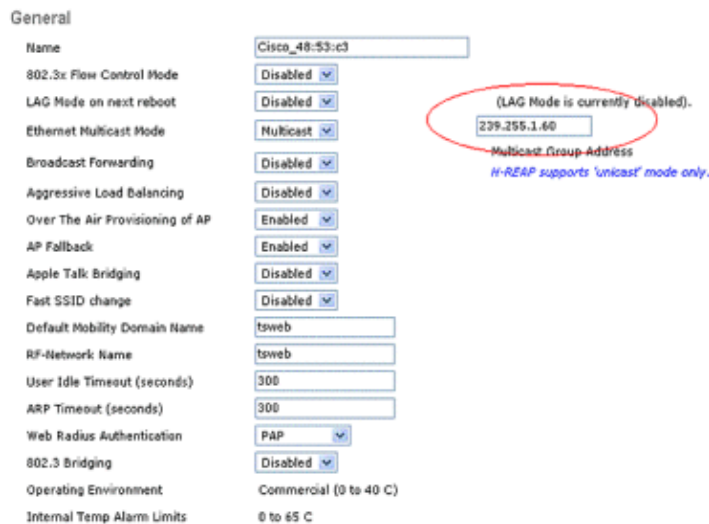 General
Name Cisco_48:53:c3
802.3x Flow Control Mode Disabled
LAG Mode on next reboot Disabled (LAG Mode is currently disabled).
Ethernet Multicast Mode Multicast 239.255.1.60
Multicast Group Address
Broadcast Forwarding Disabled
H-REAP supports 'unicast' mode only.
Aggressive Load Balancing Disabled
Over The Air Provisioning of AP Enabled
AP Fallback Enabled
Apple Talk Bridging Disabled
Fast SSID change Disabled
Default Mobility Domain Name tsweb
RF-Network Name tsweb
User Idle Timeout (seconds) 300
ARP Timeout (seconds) 300
Web Radius Authentication PAP
802.3 Bridging Disabled
Operating Environment Commercial (0 to 40 C)
Internal Temp Alarm Limits 0 to 65 C